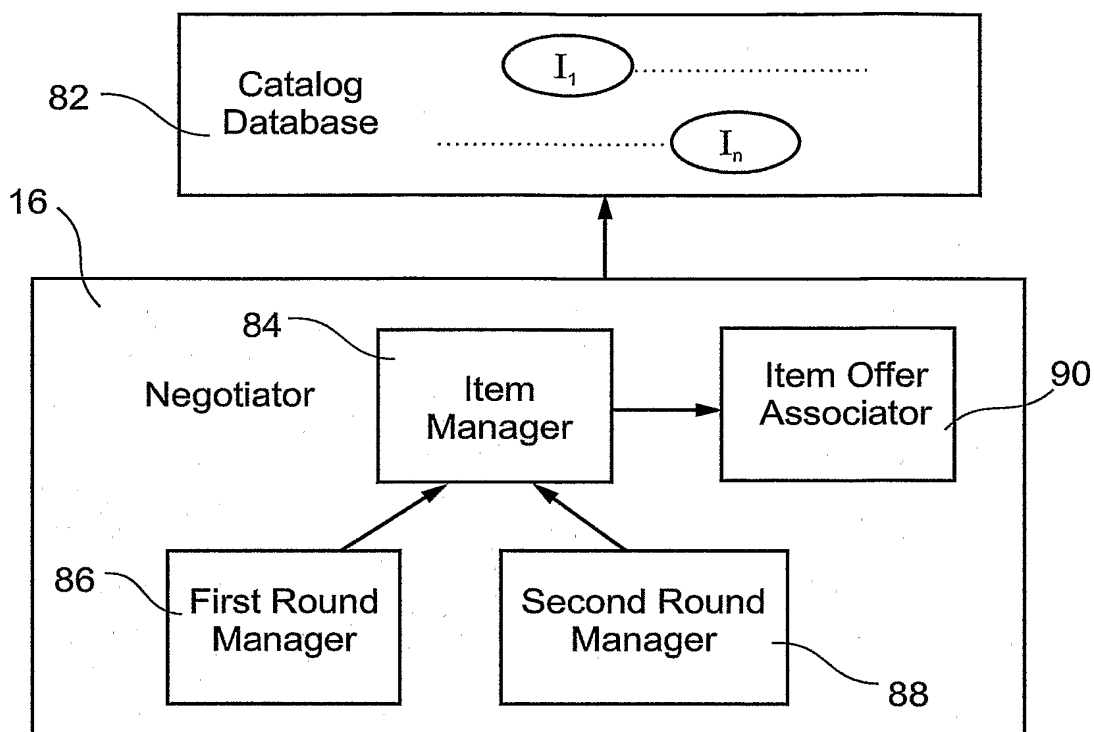 I1
82
Catalog
Database
In
16
84
Negotiator
Item
Manager
Item Offer
Associator
90
86
First Round
Manager
Second Round
Manager
88